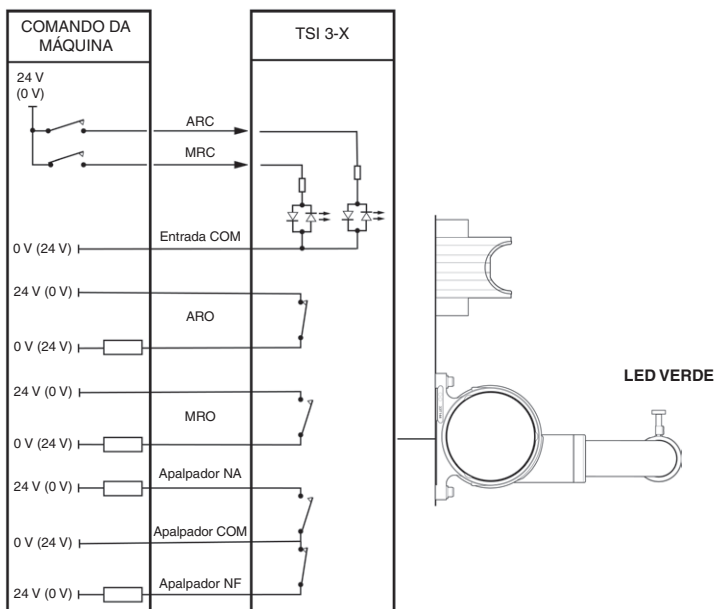 COMANDO DA
MÁQUINA
TSI 3-X
24 V
(0 V)
ARC
MRC
Entrada COM
0 V (24 V)
24 V (0 V)
ARO
0 V (24 V)
24 V (0 V)
MRO
0 V (24 V)
Apalpador NA
24 V (0 V)
Apalpador COM
0 V (24 V)
Apalpador NF
24 V (0 V)
LED VERDE